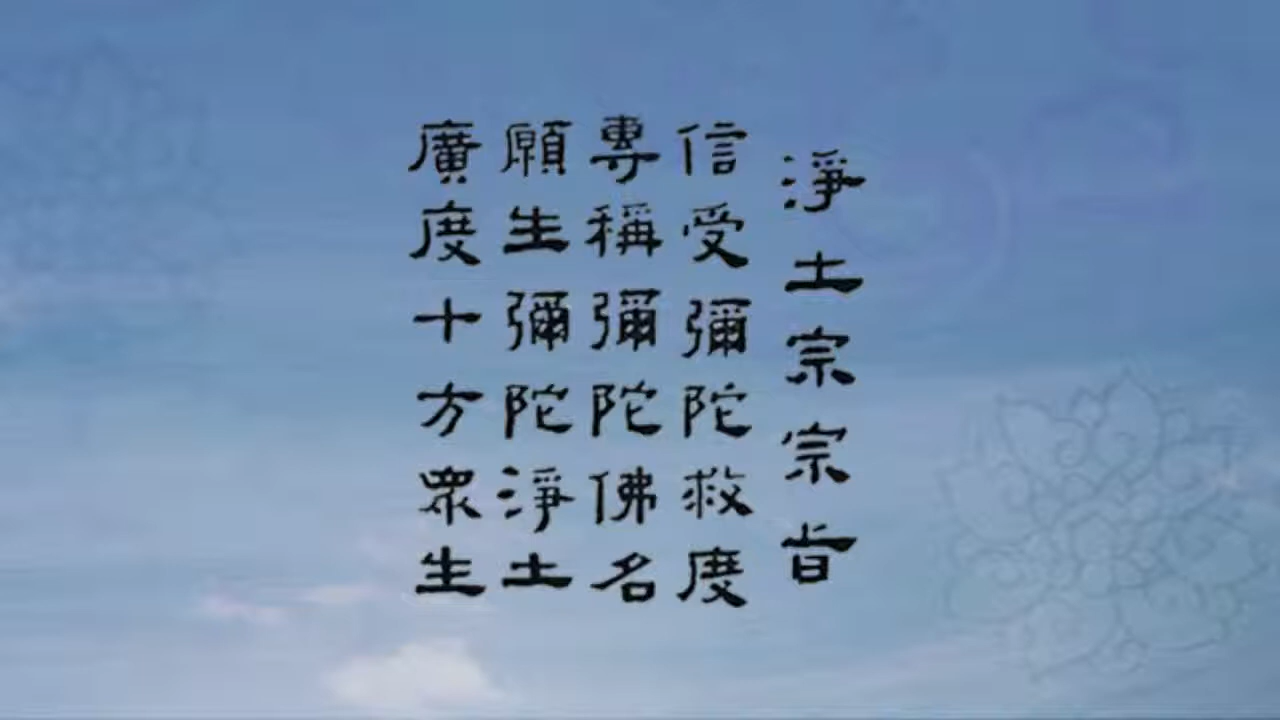 淨土宗宗旨
信受彌陀救度
專稱彌陀佛名
願生彌陀淨土
廣度十方眾生